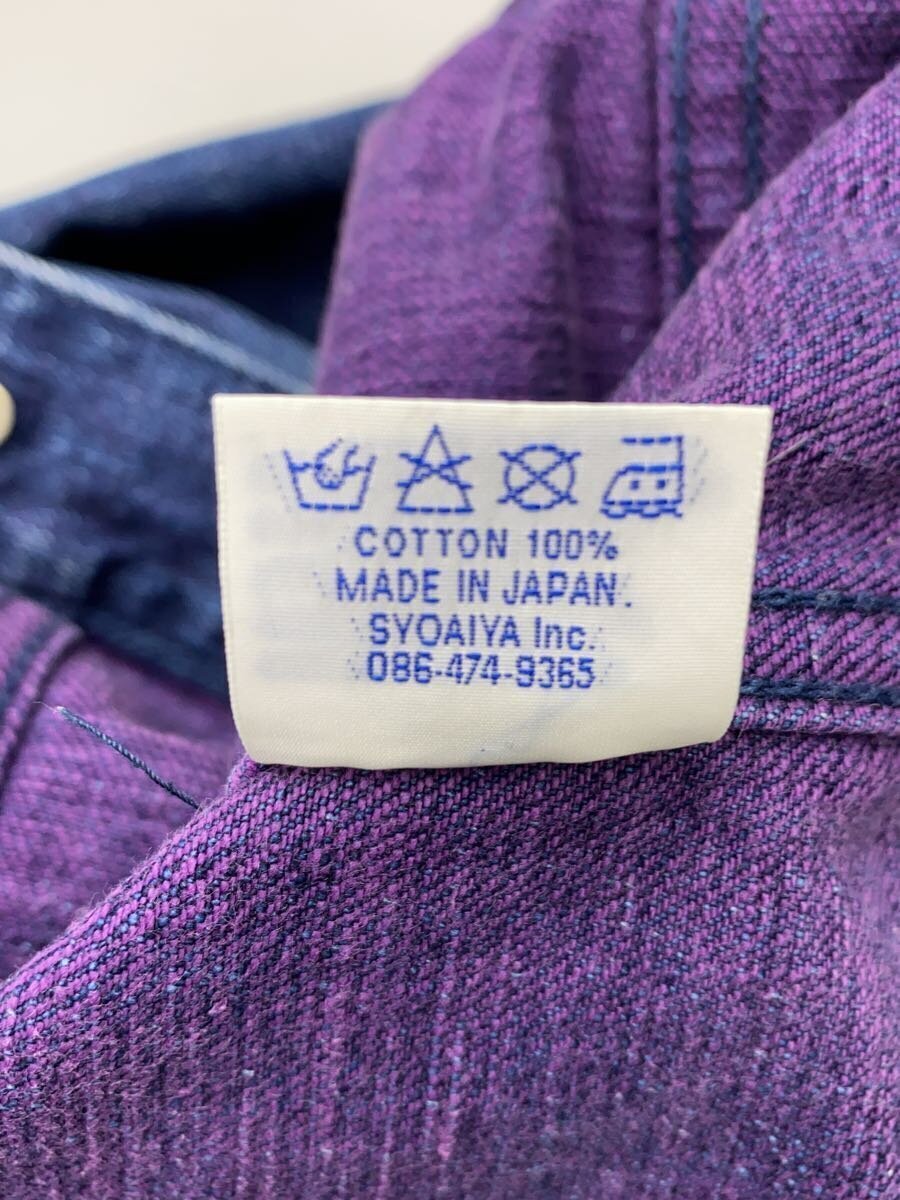 COTTON 100%
MADE IN JAPAN.
SYOAIYA Inc.
086-474-9365